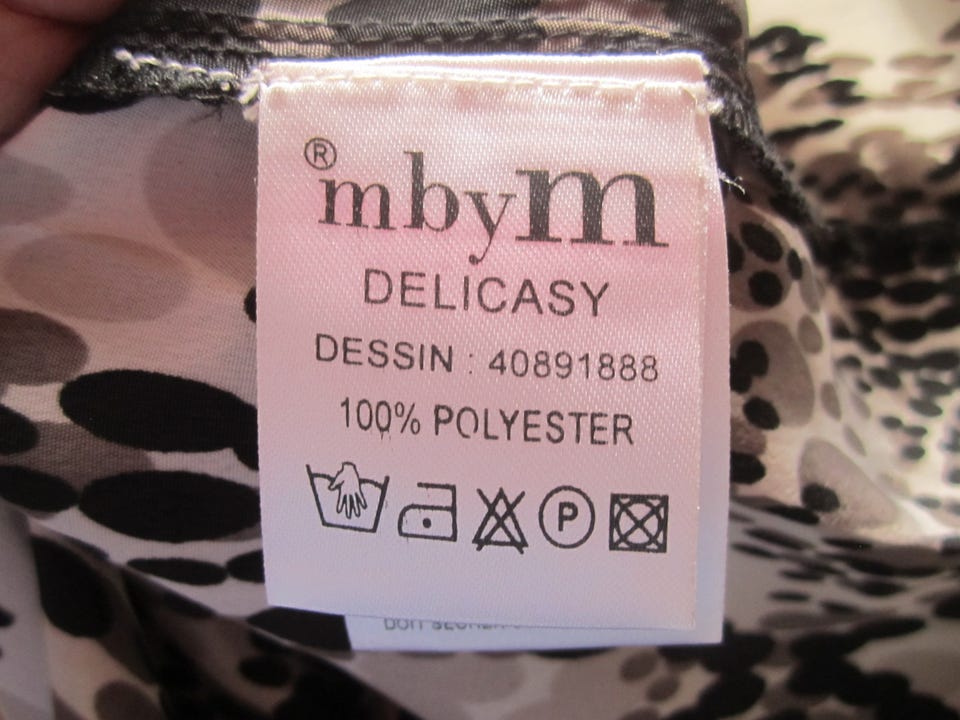 ® mbym
DELICASY
DESSIN : 40891888
100% POLYESTER
P